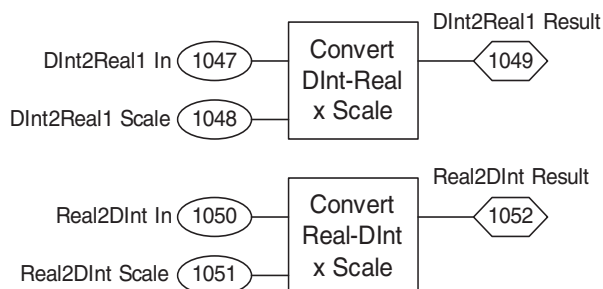 DInt2Real1 Result
DInt2Real1 In 1047
Convert
DInt-Real
x Scale
1049
DInt2Real1 Scale 1048
Real2DInt Result
Real2DInt In 1050
Convert
Real-DInt
x Scale
1052
Real2DInt Scale 1051